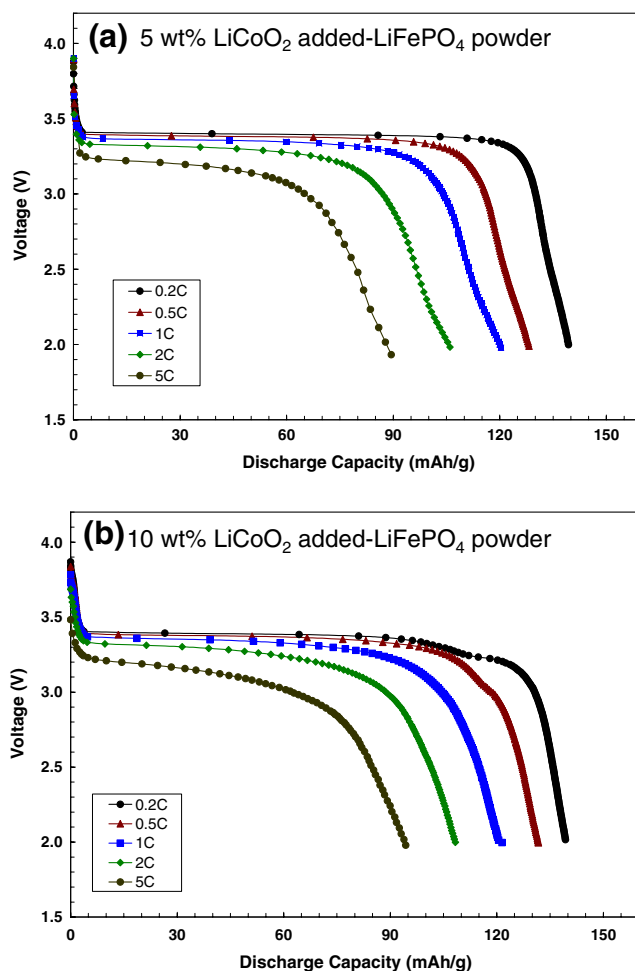 (a) 5 wt% LiCoO₂ added-LiFePO₄ powder
4.0
3.5
3.0
2.5
2.0
1.5
Voltage (V)
0.2C
0.5C
1C
2C
5C
0 30 60 90 120 150
Discharge Capacity (mAh/g)
(b) 10 wt% LiCoO₂ added-LiFePO₄ powder
4.0
3.5
3.0
2.5
2.0
1.5
Voltage (V)
0.2C
0.5C
1C
2C
5C
0 30 60 90 120 150
Discharge Capacity (mAh/g)